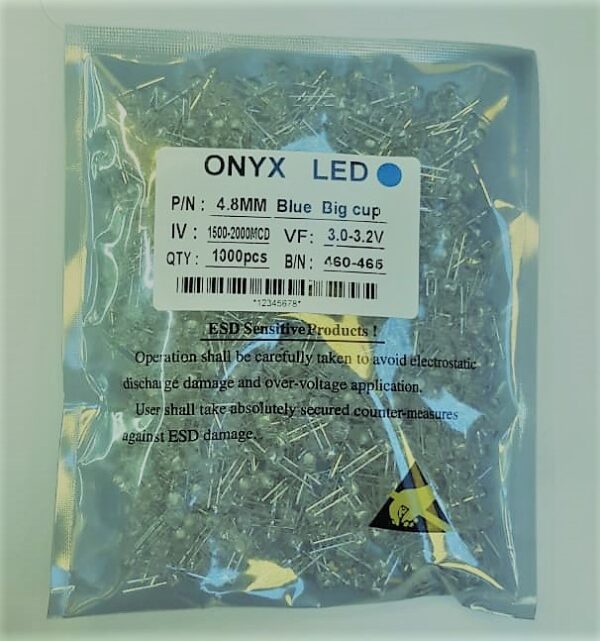 ONYX LED
P/N : 4.8MM Blue Big cup
IV : 1500-2000MCD VF: 3.0-3.2V
QTY : 1000pcs B/N : 460-465
*12345678*
ESD Sensitive Products !
Operation shall be carefully taken to avoid electrostatic
discharge damage and over-voltage application.
User shall take absolutely secured counter-measures
against ESD damage.